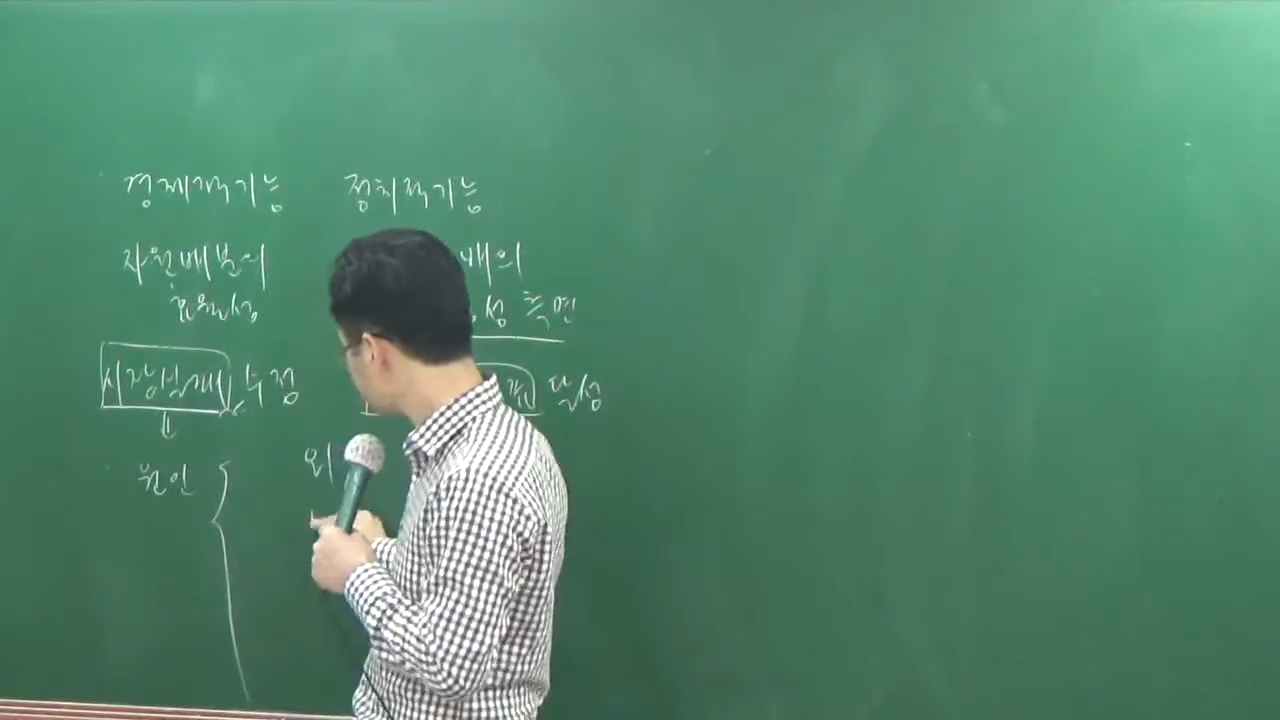 경제적기능 정치적기능
자원배분의 배의
효율성 성 측면
시장실패 수정 달성
원인 외